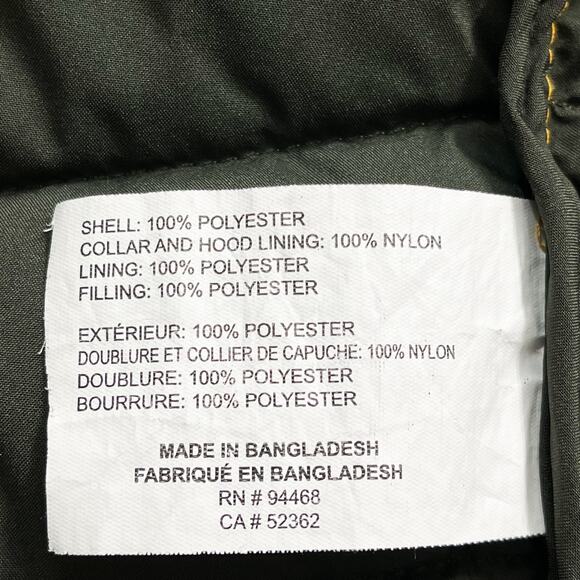 SHELL: 100% POLYESTER
COLLAR AND HOOD LINING: 100% NYLON
LINING: 100% POLYESTER
FILLING: 100% POLYESTER
EXTÉRIEUR: 100% POLYESTER
DOUBLURE ET COLLIER DE CAPUCHE: 100% NYLON
DOUBLURE: 100% POLYESTER
BOURRURE: 100% POLYESTER
MADE IN BANGLADESH
FABRIQUÉ EN BANGLADESH
RN # 94468
CA # 52362